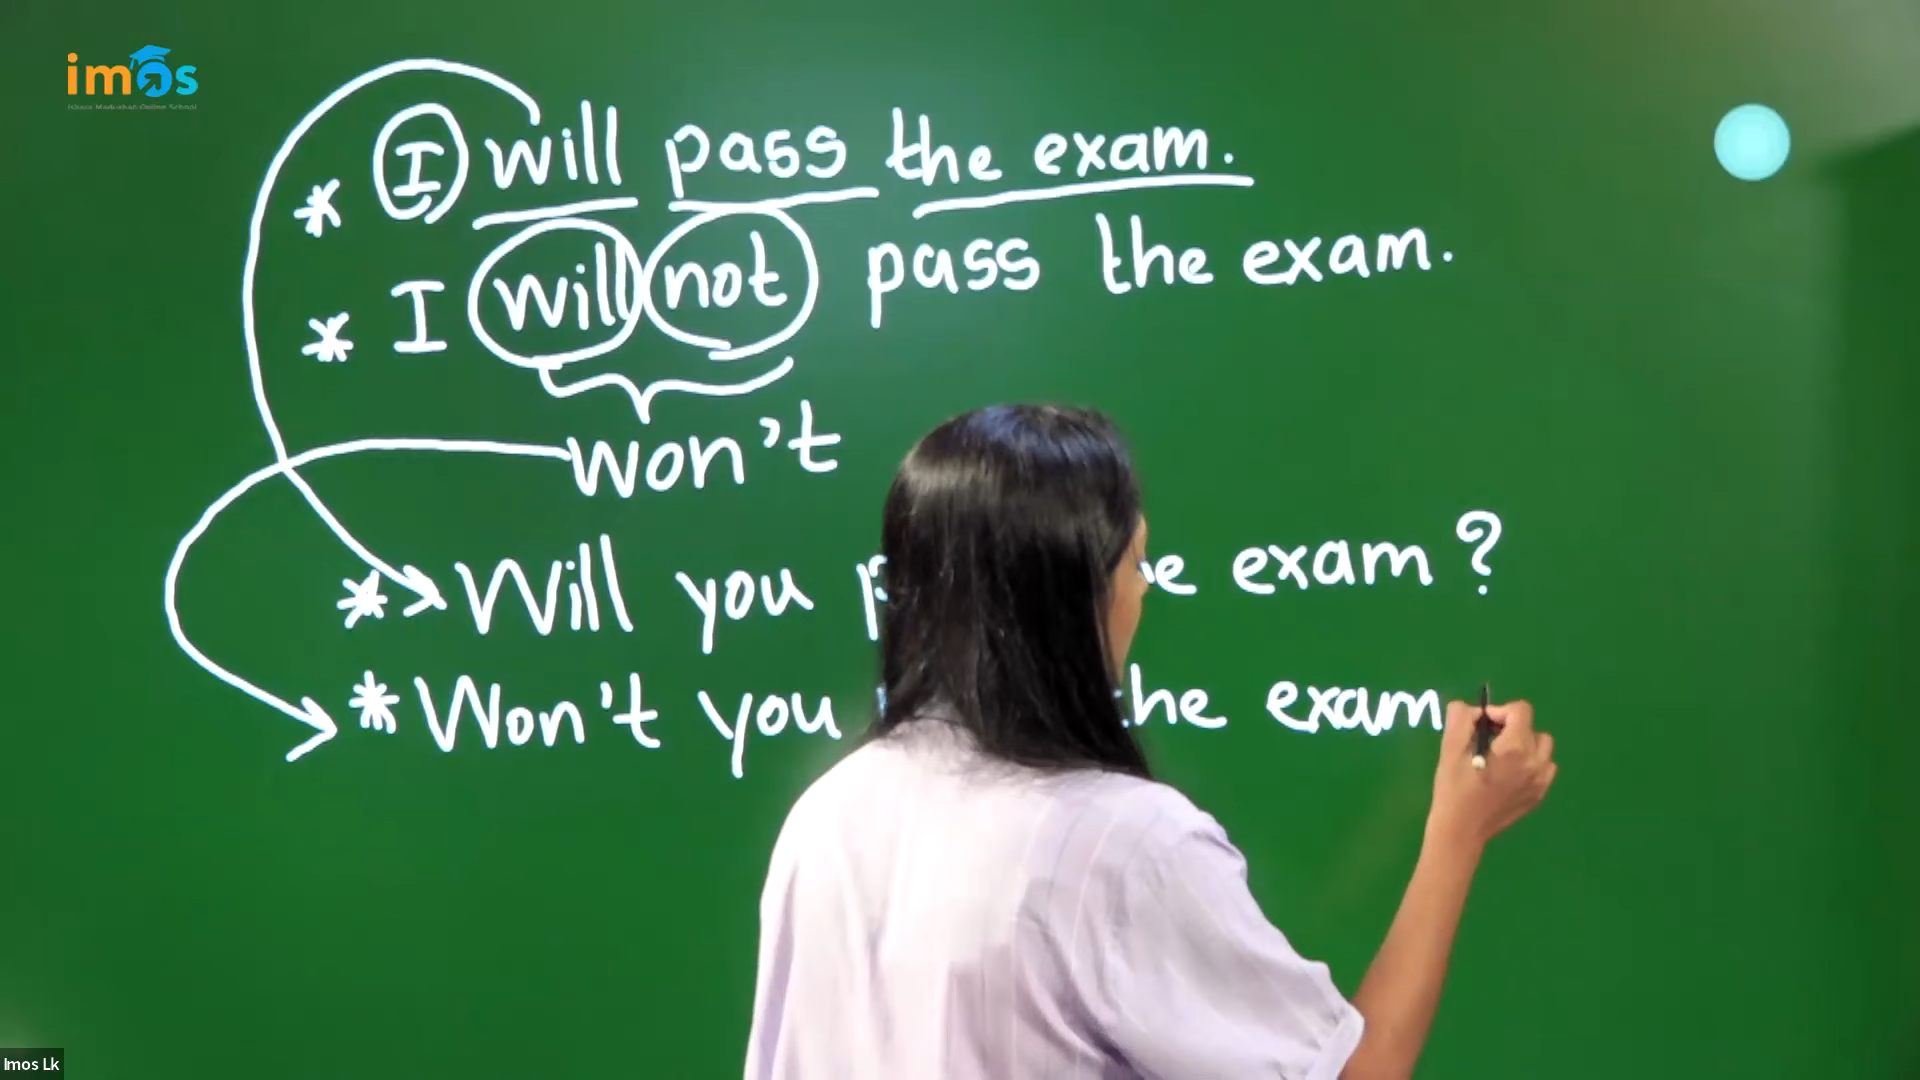 imos
* I will pass the exam.
* I will not pass the exam.
won't
* Will you exam?
* Won't you the exam
Imos Lk